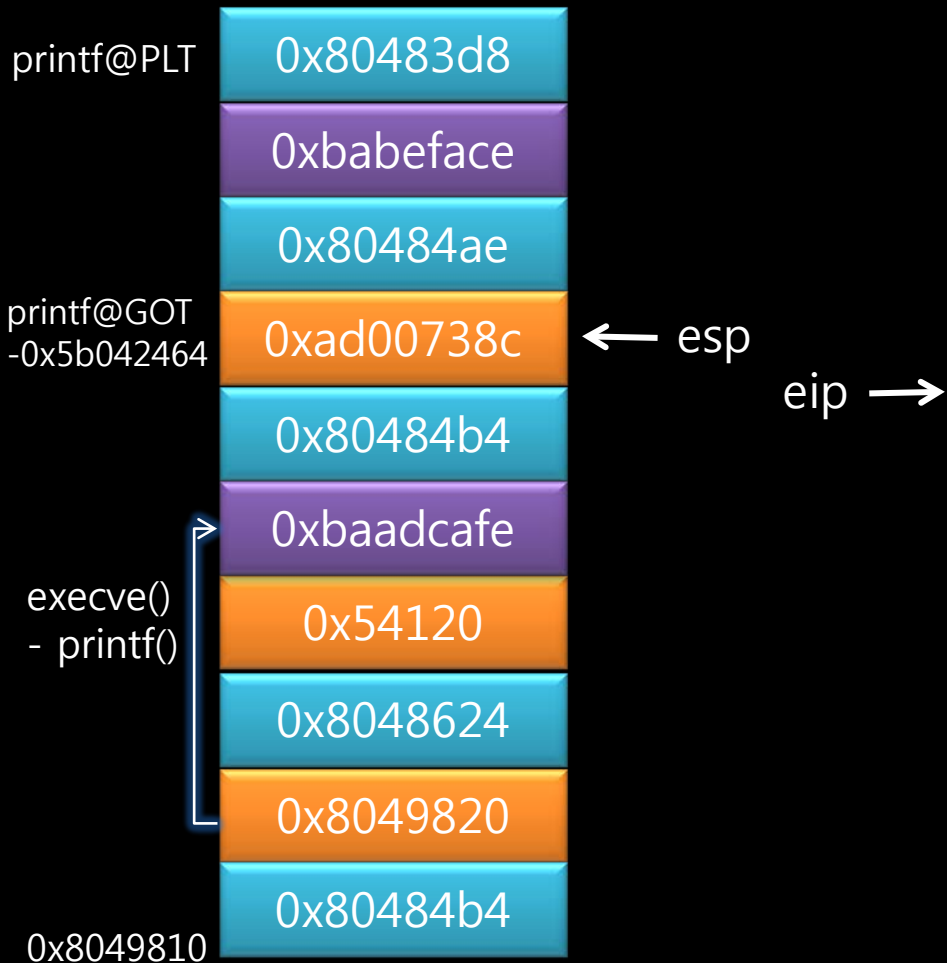 printf@PLT
0x80483d8
0xbabeface
0x80484ae
printf@GOT
-0x5b042464
0xad00738c
esp
eip
0x80484b4
0xbaadcafe
execve()
- printf()
0x54120
0x8048624
0x8049820
0x80484b4
0x8049810